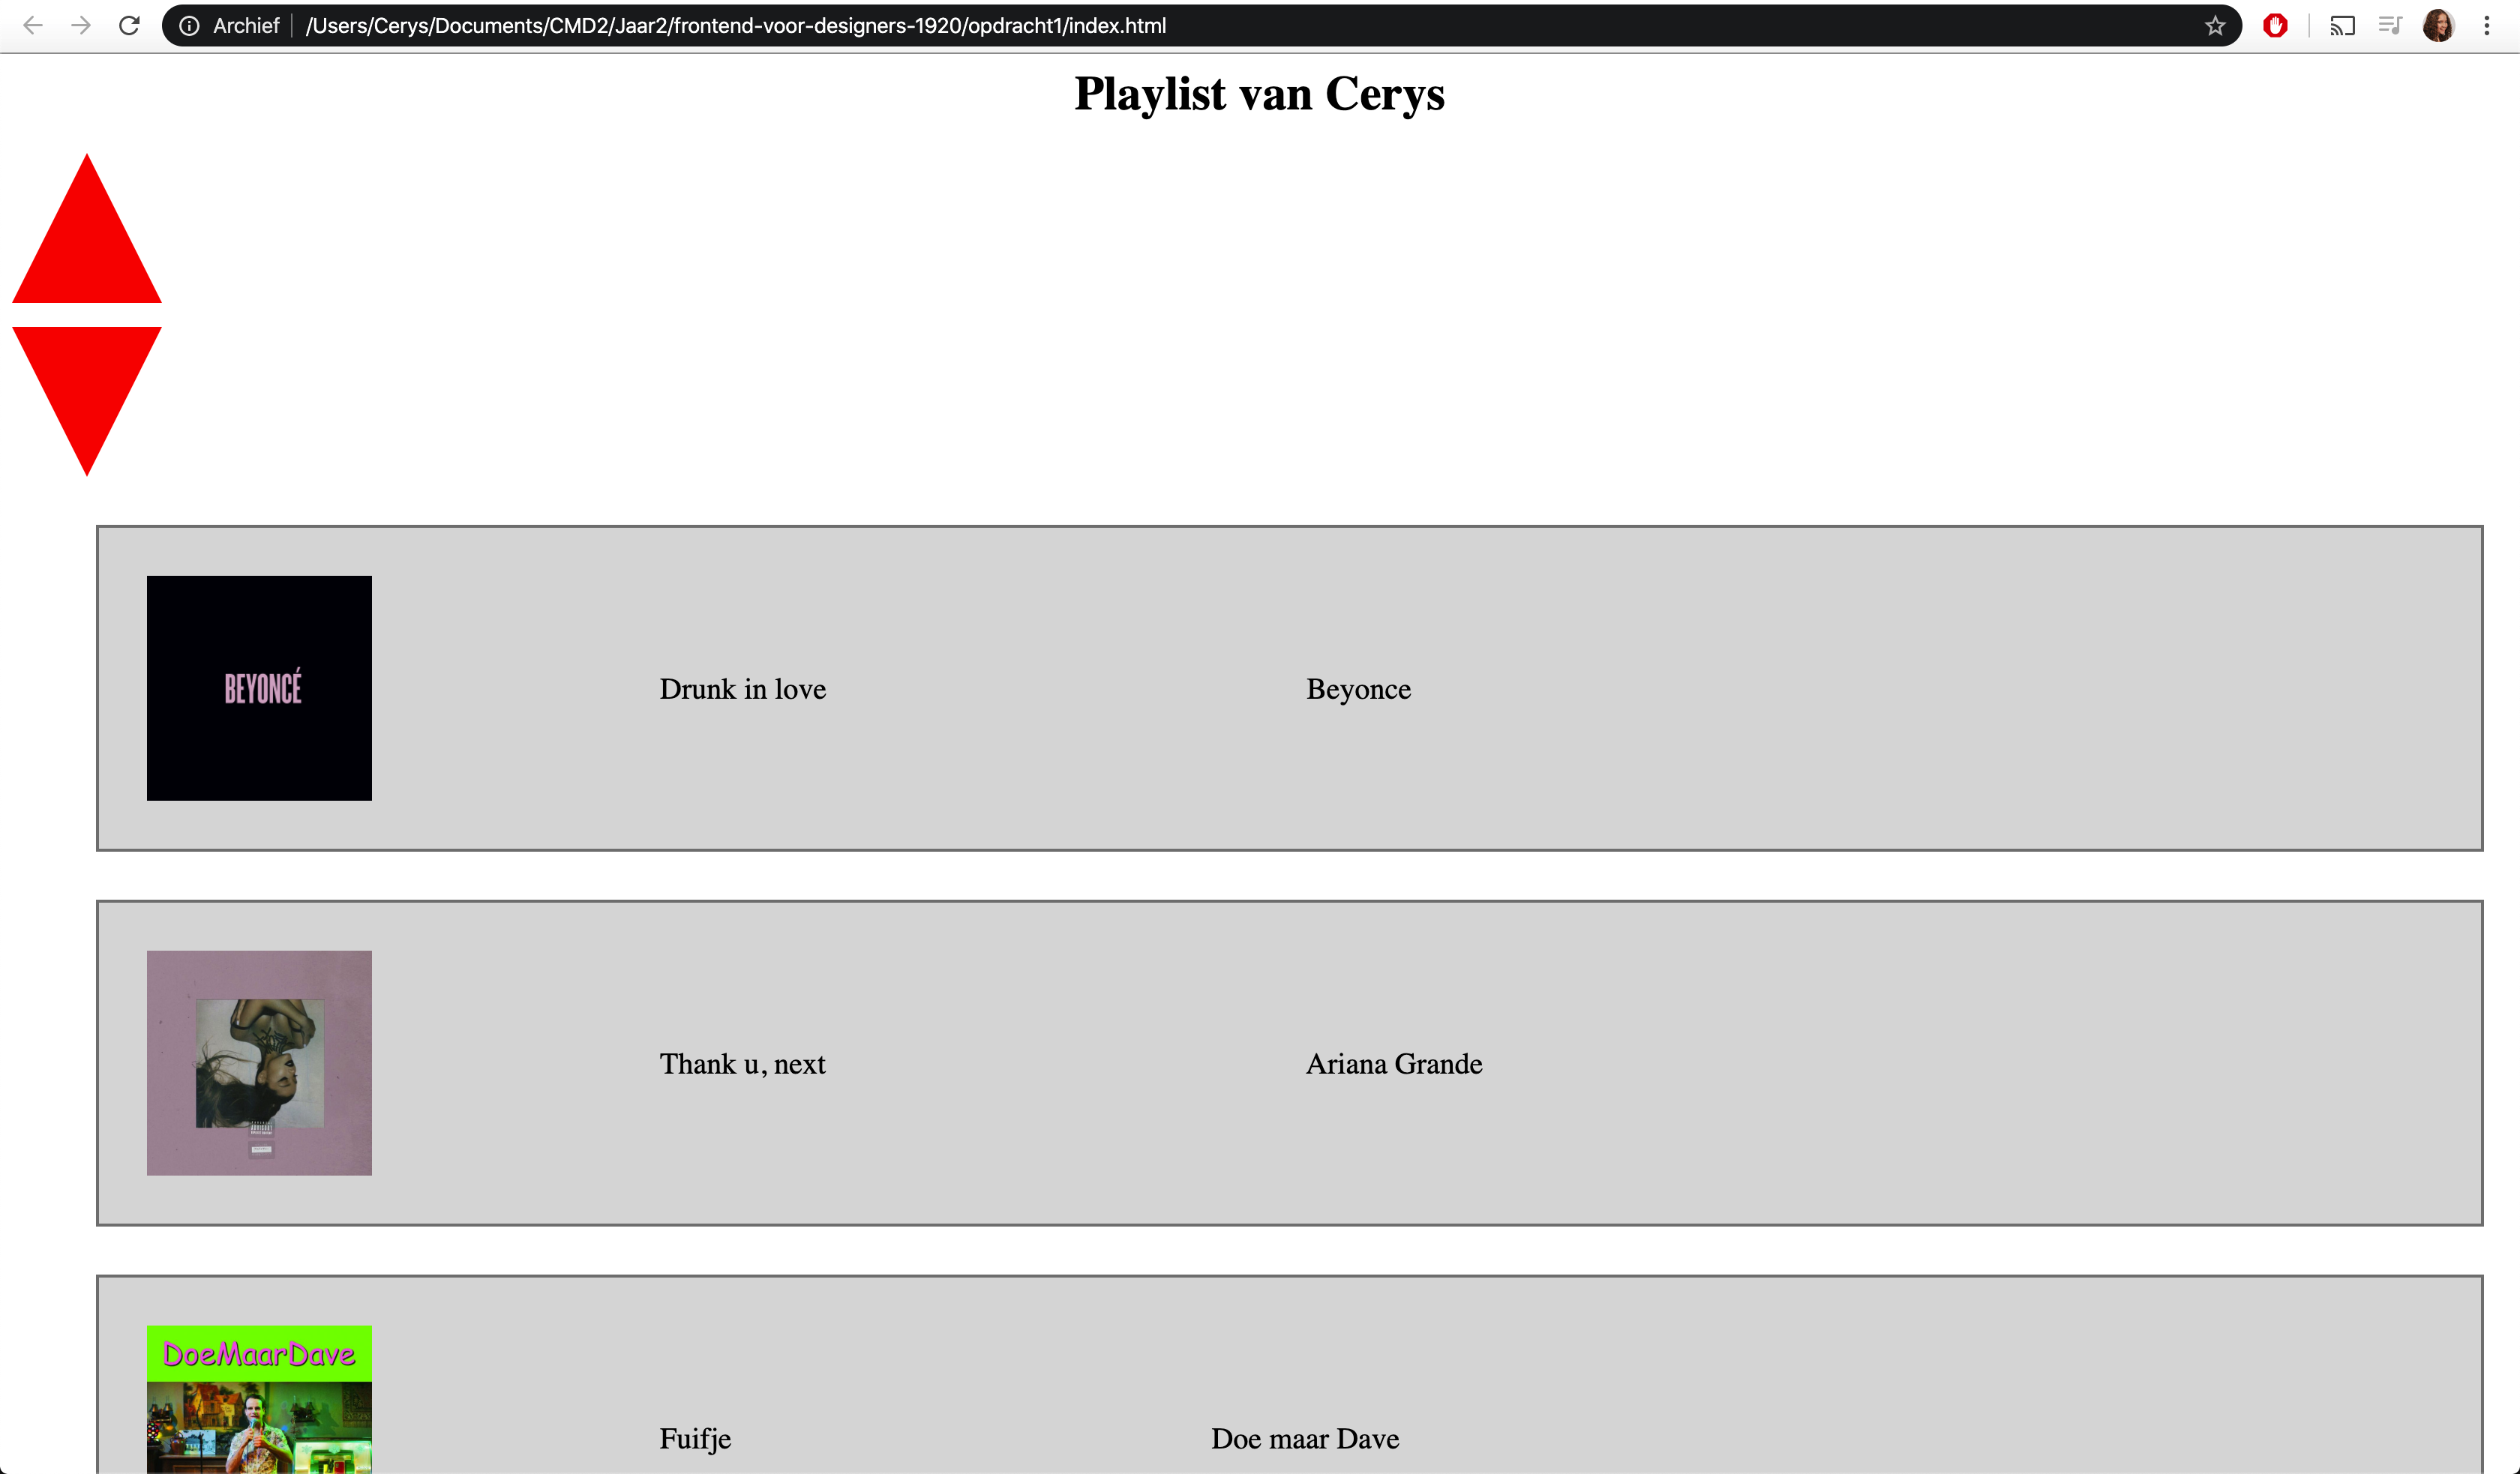 Archief /Users/Cerys/Documents/CMD2/Jaar2/frontend-voor-designers-1920/opdracht1/index.html
Playlist van Cerys
BEYONCÉ
Drunk in love
Beyonce
Thank u, next
Ariana Grande
DoeMaarDave
Fuifje
Doe maar Dave